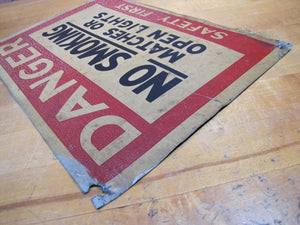 DANGER
NO SMOKING
MATCHES OR
OPEN LIGHTS
SAFETY FIRST